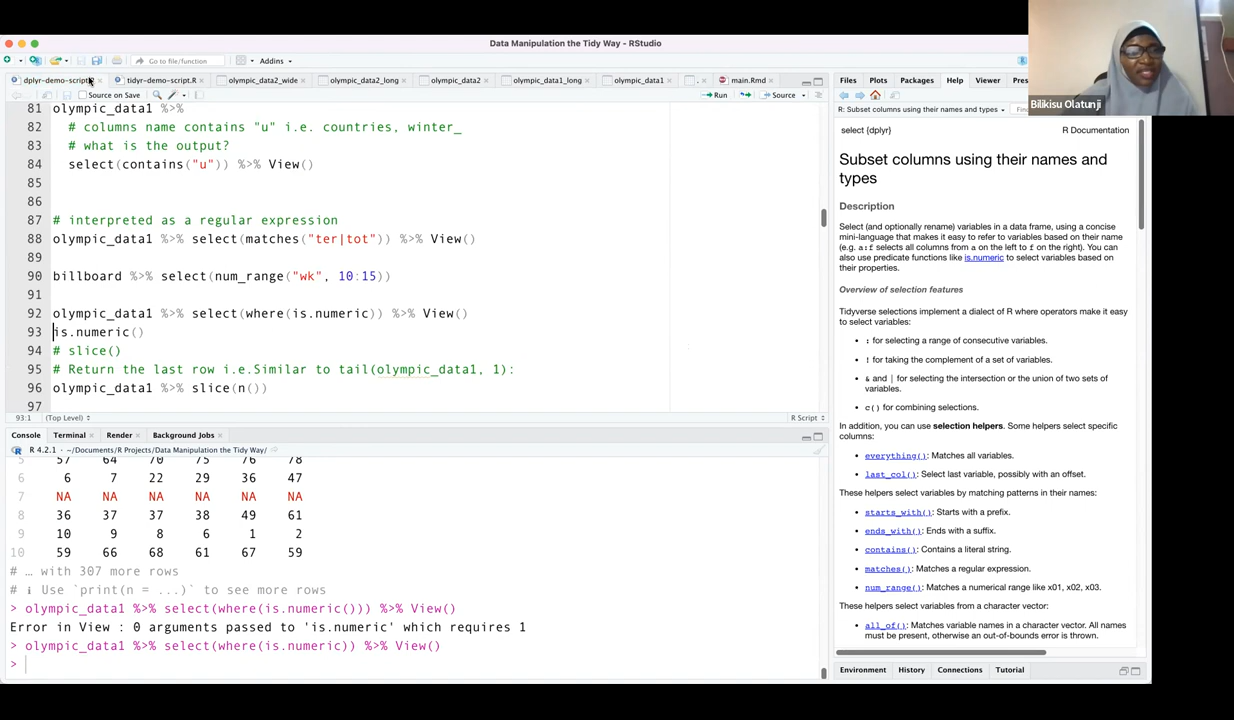 Data Manipulation the Tidy Way - RStudio
Go to file/function
Addins
dplyr-demo-script.R
tidyr-demo-script.R
olympic_data2_wide
olympic_data2_long
olympic_data2
olympic_data1_long
olympic_data1
main.Rmd
Source on Save
Run
Source
81 olympic_data1 %>%
82 # columns name contains "u" i.e. countries, winter_
83 # what is the output?
84 select(contains("u")) %>% View()
85
86
87 # interpreted as a regular expression
88 olympic_data1 %>% select(matches("ter|tot")) %>% View()
89
90 billboard %>% select(num_range("wk", 10:15))
91
92 olympic_data1 %>% select(where(is.numeric)) %>% View()
93 is.numeric()
94 # slice()
95 # Return the last row i.e.Similar to tail(olympic_data1, 1):
96 olympic_data1 %>% slice(n())
97
93:1 (Top Level) R Script
Console Terminal Render Background Jobs
R 4.2.1 · ~/Documents/R Projects/Data Manipulation the Tidy Way/
5 57 64 70 75 76 78
6 6 7 22 29 36 47
7 NA NA NA NA NA NA
8 36 37 37 38 49 61
9 10 9 8 6 1 2
10 59 66 68 61 67 59
# … with 307 more rows
# ℹ Use `print(n = ...)` to see more rows
> olympic_data1 %>% select(where(is.numeric())) %>% View()
Error in View : 0 arguments passed to 'is.numeric' which requires 1
> olympic_data1 %>% select(where(is.numeric)) %>% View()
>
Files Plots Packages Help Viewer Pres
R: Subset columns using their names and types
select {dplyr} R Documentation
Subset columns using their names and
types
Description
Select (and optionally rename) variables in a data frame, using a concise
mini-language that makes it easy to refer to variables based on their name
(e.g. a:f selects all columns from a on the left to f on the right). You can
also use predicate functions like is.numeric to select variables based on
their properties.
Overview of selection features
Tidyverse selections implement a dialect of R where operators make it easy
to select variables:
• : for selecting a range of consecutive variables.
• ! for taking the complement of a set of variables.
• & and | for selecting the intersection or the union of two sets of
variables.
• c() for combining selections.
In addition, you can use selection helpers. Some helpers select specific
columns:
• everything(): Matches all variables.
• last_col(): Select last variable, possibly with an offset.
These helpers select variables by matching patterns in their names:
• starts_with(): Starts with a prefix.
• ends_with(): Ends with a suffix.
• contains(): Contains a literal string.
• matches(): Matches a regular expression.
• num_range(): Matches a numerical range like x01, x02, x03.
These helpers select variables from a character vector:
• all_of(): Matches variable names in a character vector. All names
must be present, otherwise an out-of-bounds error is thrown.
Environment History Connections Tutorial
Bilikisu Olatunji